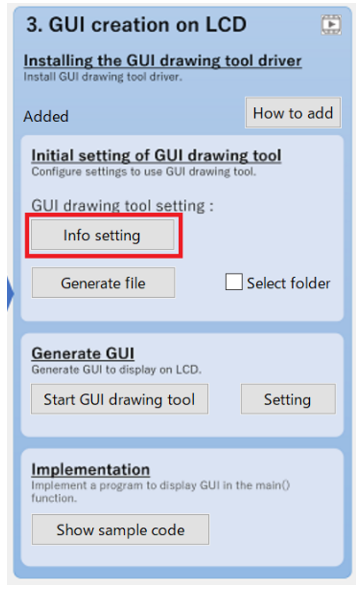 3. GUI creation on LCD
Installing the GUI drawing tool driver
Install GUI drawing tool driver.
Added
How to add
Initial setting of GUI drawing tool
Configure settings to use GUI drawing tool.
GUI drawing tool setting :
Info setting
Generate file
Select folder
Generate GUI
Generate GUI to display on LCD.
Start GUI drawing tool
Setting
Implementation
Implement a program to display GUI in the main()
function.
Show sample code